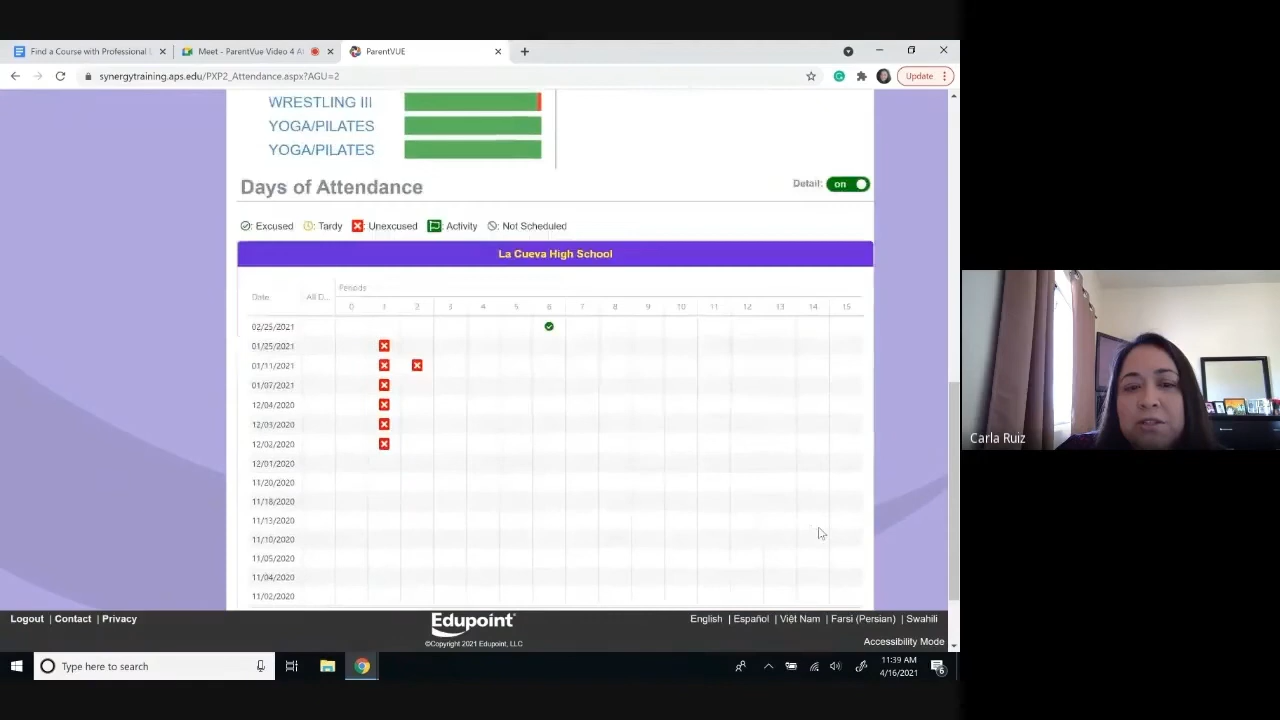 Find a Course with Professional
Meet - ParentVue Video 4 At
ParentVUE
synergytraining.aps.edu/PXP2_Attendance.aspx?AGU=2
Update
WRESTLING III
YOGA/PILATES
YOGA/PILATES
Days of Attendance
Detail: on
: Excused : Tardy : Unexcused : Activity : Not Scheduled
La Cueva High School
Periods
Date All D...
0 1 2 3 4 5 6 7 8 9 10 11 12 13 14 15
02/25/2021
01/25/2021
01/11/2021
01/07/2021
12/04/2020
12/03/2020
12/02/2020
12/01/2020
11/20/2020
11/18/2020
11/13/2020
11/10/2020
11/05/2020
11/04/2020
11/02/2020
Carla Ruiz
Logout | Contact | Privacy
Edupoint
©Copyright 2021 Edupoint, LLC
English | Español | Việt Nam | Farsi (Persian) | Swahili
Accessibility Mode
Type here to search
11:39 AM
4/16/2021
6